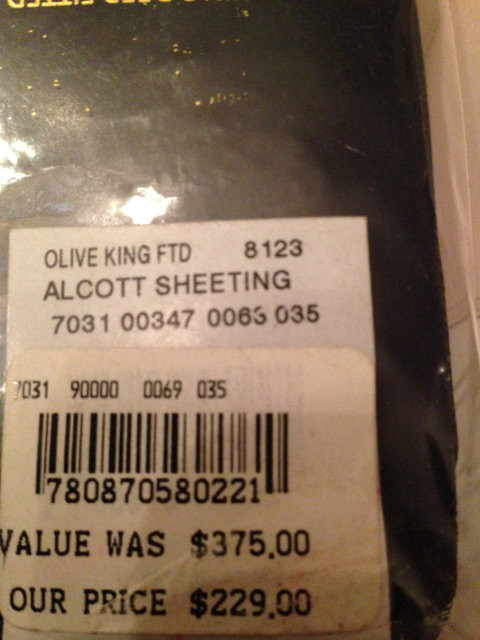 OLIVE KING FTD 8123
ALCOTT SHEETING
7031 00347 0063 035
7031 90000 0069 035
780870580221
VALUE WAS $375.00
OUR PRICE $229.00